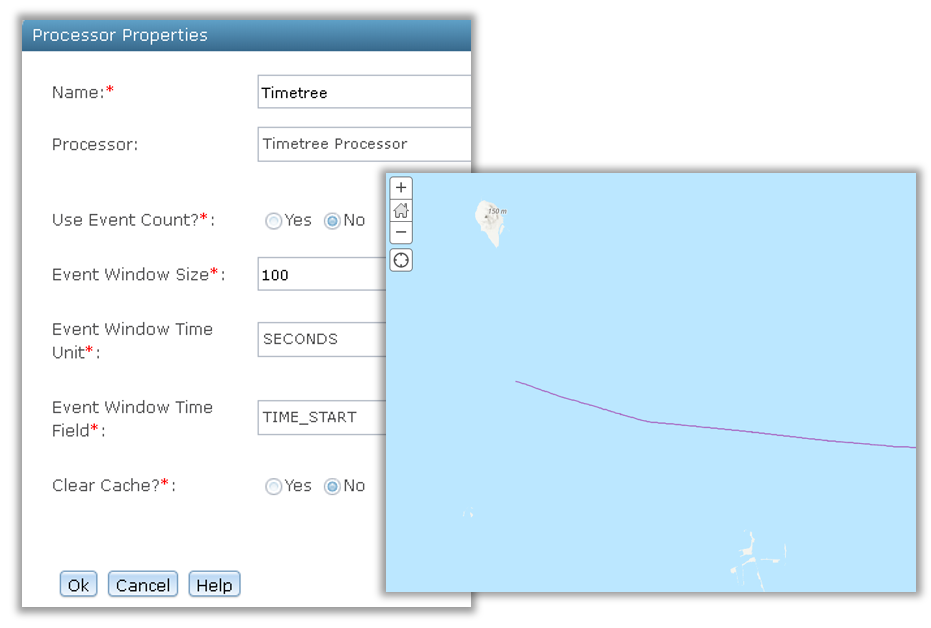 Processor Properties
Name:* Timetree
Processor: Timetree Processor
Use Event Count?*: Yes No
Event Window Size*: 100
Event Window Time
Unit*: SECONDS
Event Window Time
Field*: TIME_START
Clear Cache?*: Yes No
Ok Cancel Help
+
−
150 m